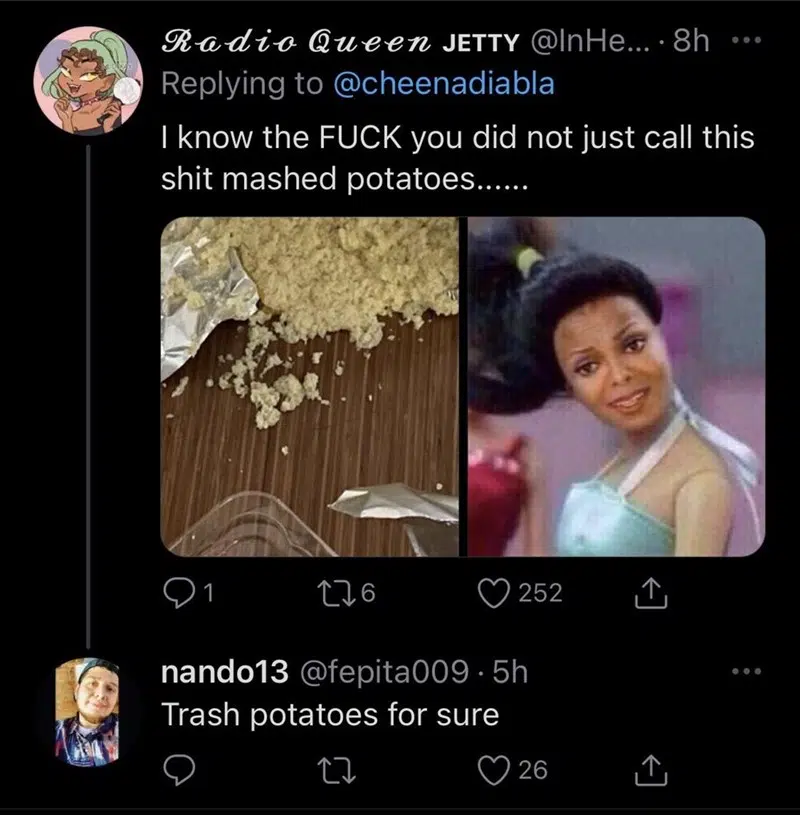 𝓡𝓪𝓭𝓲𝓸 𝓠𝓾𝓮𝓮𝓷 JETTY @InHe... · 8h
Replying to @cheenadiabla
I know the FUCK you did not just call this
shit mashed potatoes......
1 6 252
nando13 @fepita009 · 5h
Trash potatoes for sure
26